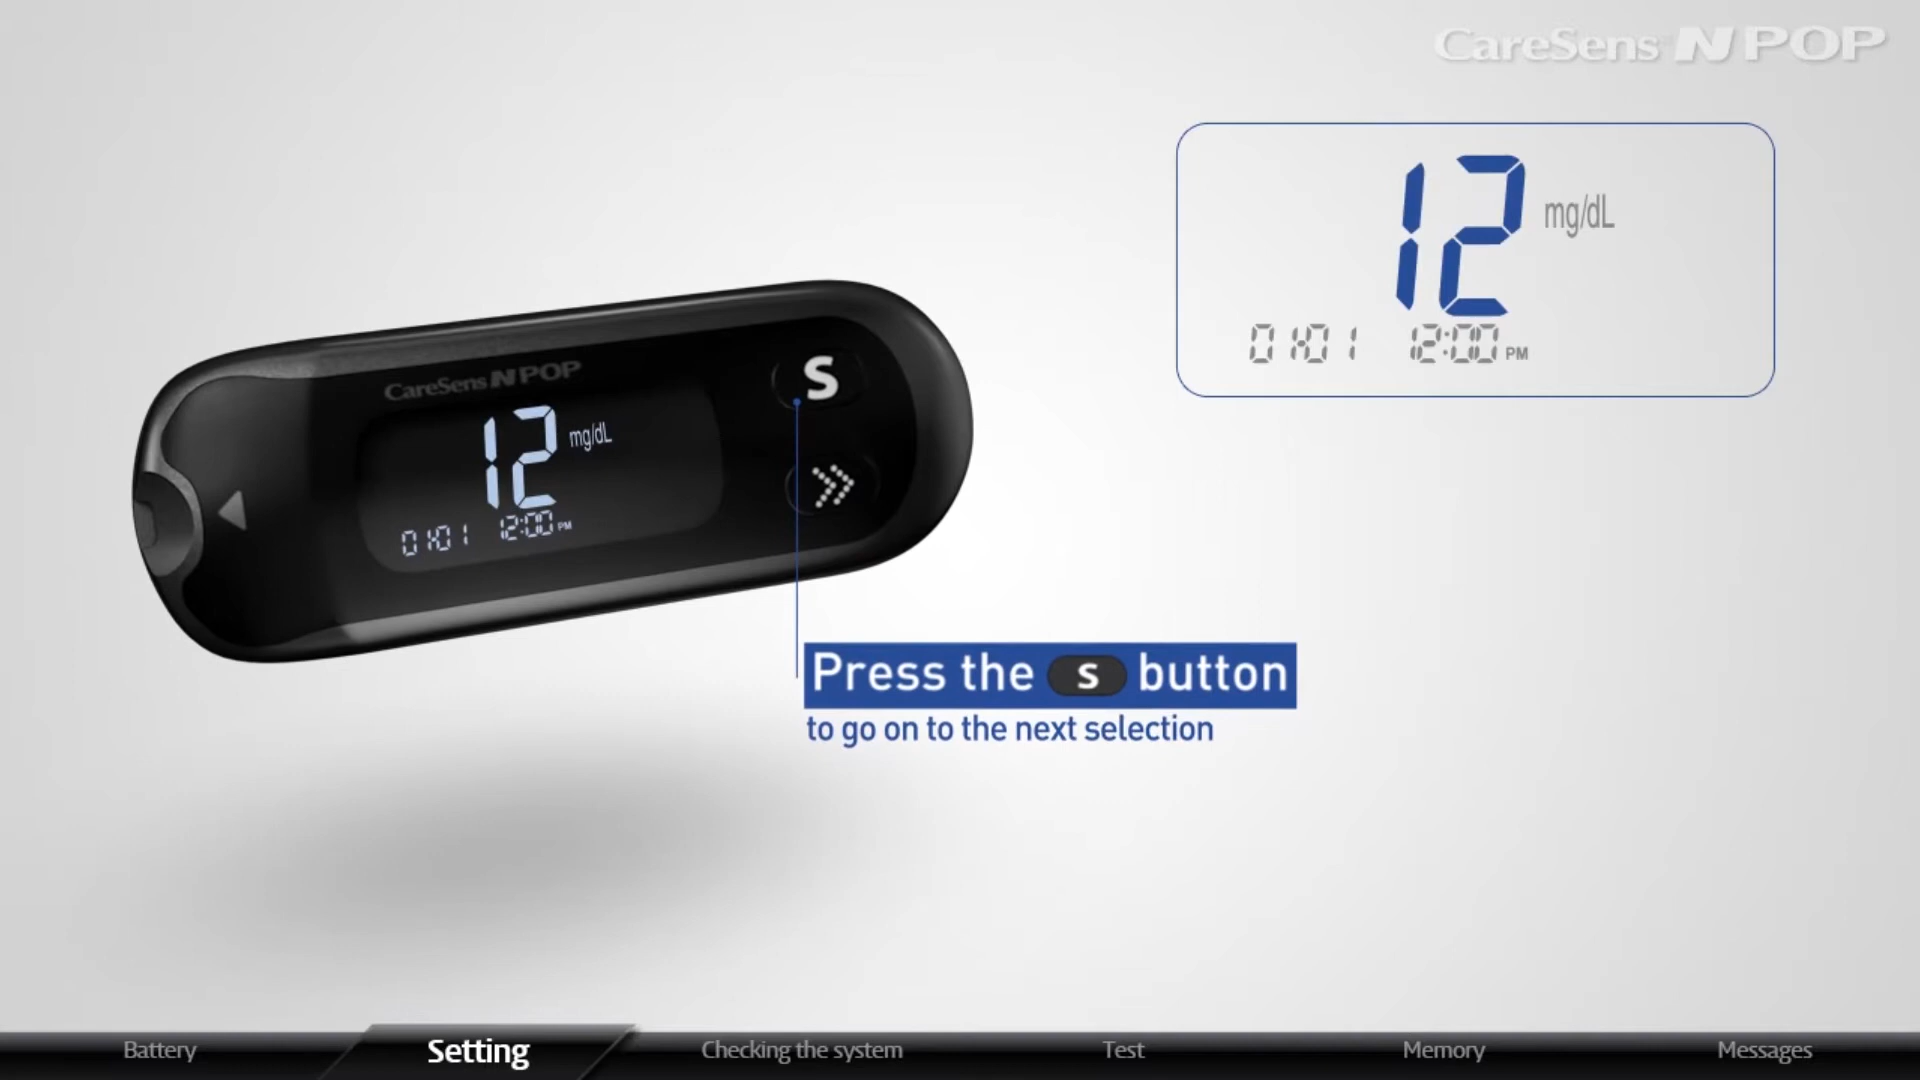 CareSens N POP
12 mg/dL
01-01 12:00 PM
CareSens N POP
S
12 mg/dL
01-01 12:00 PM
Press the S button
to go on to the next selection
Battery Setting Checking the system Test Memory Messages